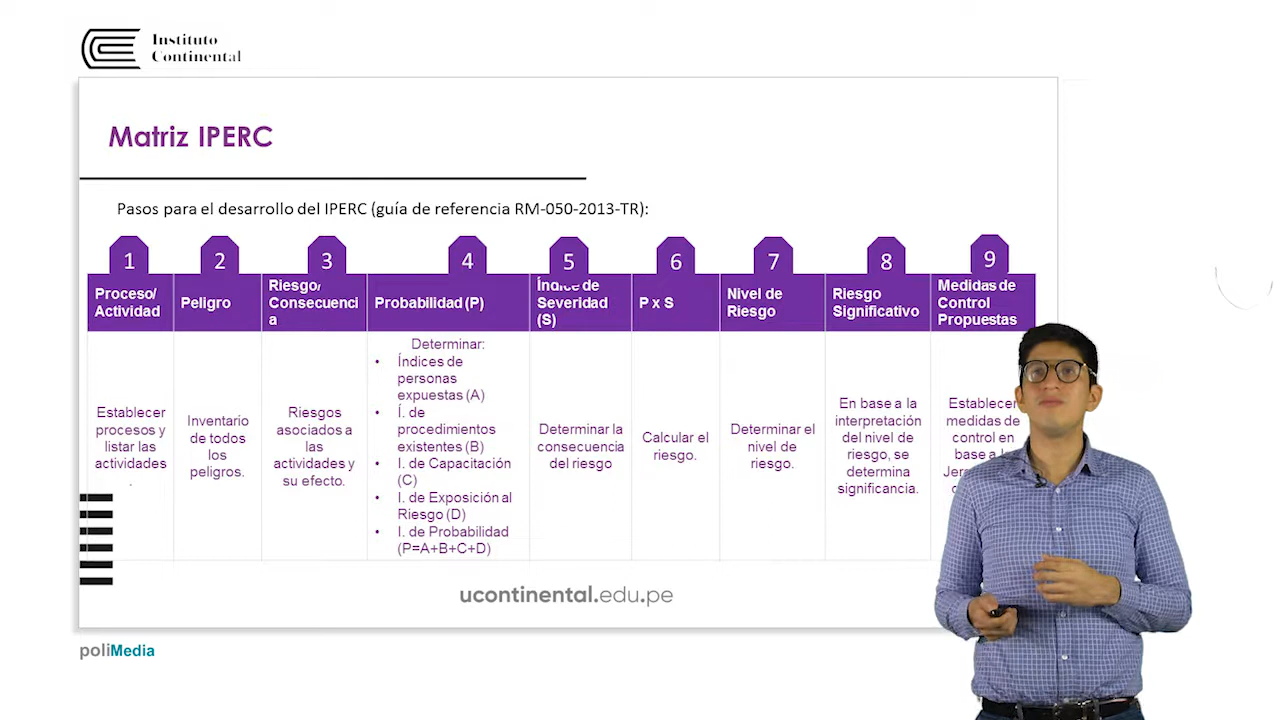 Instituto
Continental
Matriz IPERC
Pasos para el desarrollo del IPERC (guía de referencia RM-050-2013-TR):
1
2
3
4
5
6
7
8
9
Proceso/
Actividad
Peligro
Riesgo/
Consecuenci
a
Probabilidad (P)
Índice de
Severidad
(S)
P x S
Nivel de
Riesgo
Riesgo
Significativo
Medidas de
Control
Propuestas
Establecer
procesos y
listar las
actividades
.
Inventario
de todos
los
peligros.
Riesgos
asociados a
las
actividades y
su efecto.
Determinar:
• Índices de
personas
expuestas (A)
• Í. de
procedimientos
existentes (B)
• I. de Capacitación
(C)
• I. de Exposición al
Riesgo (D)
• I. de Probabilidad
(P=A+B+C+D)
Determinar la
consecuencia
del riesgo
Calcular el
riesgo.
Determinar el
nivel de
riesgo.
En base a la
interpretación
del nivel de
riesgo, se
determina
significancia.
Establecer
medidas de
control en
base a
ucontinental.edu.pe
poliMedia